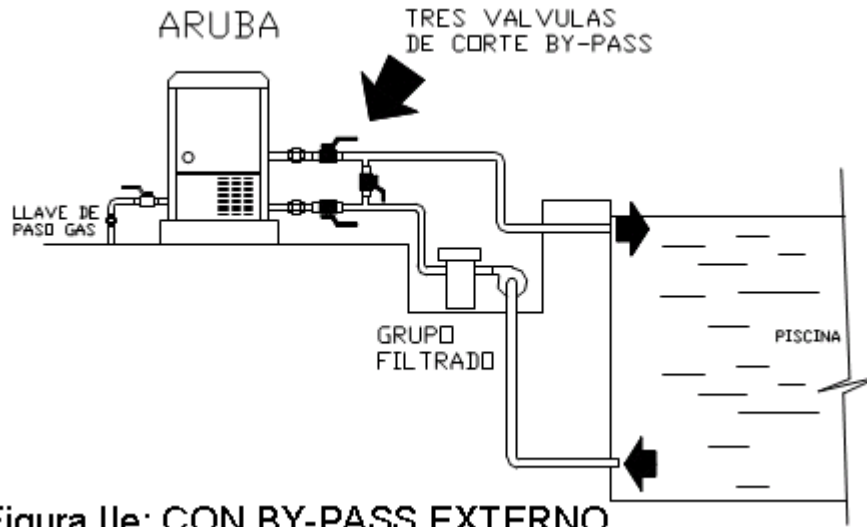 ARUBA
TRES VALVULAS
DE CORTE BY-PASS
LLAVE DE
PASO GAS
GRUPO
FILTRADO
PISCINA
Figura IIe: CON BY-PASS EXTERNO